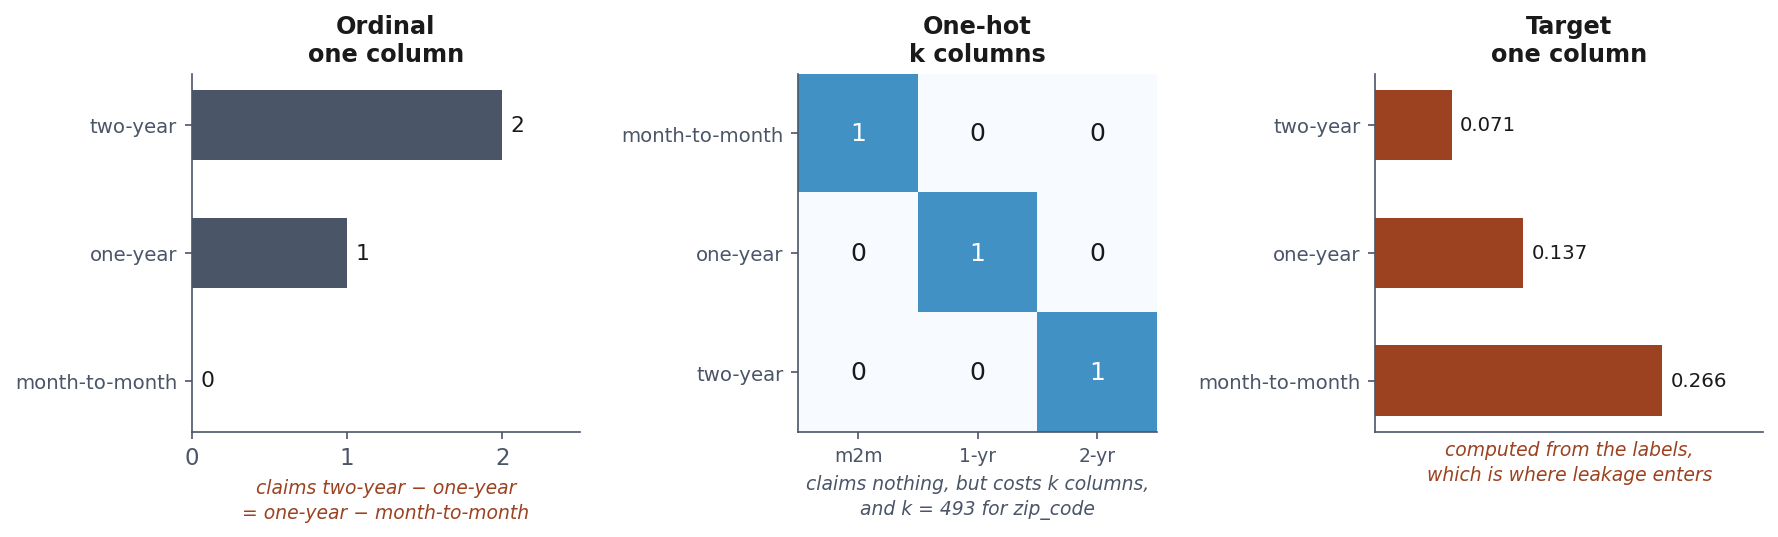 Ordinal
one column
two-year
2
one-year
1
month-to-month
0
0 1 2
claims two-year − one-year
= one-year − month-to-month
One-hot
k columns
month-to-month
1 0 0
one-year
0 1 0
two-year
0 0 1
m2m 1-yr 2-yr
claims nothing, but costs k columns,
and k = 493 for zip_code
Target
one column
two-year
0.071
one-year
0.137
month-to-month
0.266
computed from the labels,
which is where leakage enters